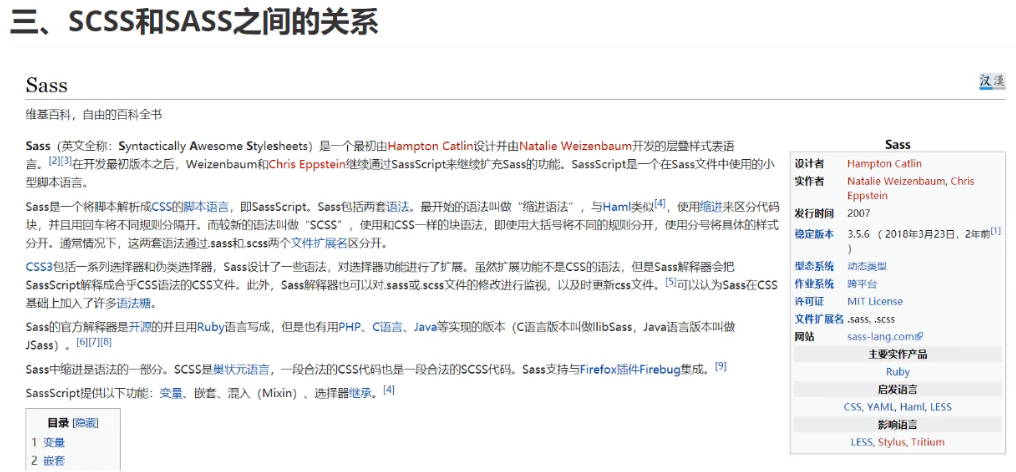 三、SCSS和SASS之间的关系
Sass
汉 漢
维基百科，自由的百科全书
Sass（英文全称：Syntactically Awesome Stylesheets）是一个最初由Hampton Catlin设计并由Natalie Weizenbaum开发的层叠样式表语
言。[2][3]在开发最初版本之后，Weizenbaum和Chris Eppstein继续通过SassScript来继续扩充Sass的功能。SassScript是一个在Sass文件中使用的小
型脚本语言。
Sass是一个将脚本解析成CSS的脚本语言，即SassScript。Sass包括两套语法。最开始的语法叫做“缩进语法”，与Haml类似[4]，使用缩进来区分代码
块，并且用回车将不同规则分隔开。而较新的语法叫做“SCSS”，使用和CSS一样的块语法，即使用大括号将不同的规则分开，使用分号将具体的样式
分开。通常情况下，这两套语法通过.sass和.scss两个文件扩展名区分开。
CSS3包括一系列选择器和伪类选择器，Sass设计了一些语法，对选择器功能进行了扩展。虽然扩展功能不是CSS的语法，但是Sass解释器会把
SassScript解释成合乎CSS语法的CSS文件。此外，Sass解释器也可以对.sass或.scss文件的修改进行监视，以及时更新css文件。[5]可以认为Sass在CSS
基础上加入了许多语法糖。
Sass的官方解释器是开源的并且用Ruby语言写成，但是也有用PHP、C语言、Java等实现的版本（C语言版本叫做llibSass，Java语言版本叫做
JSass）。[6][7][8]
Sass中缩进是语法的一部分。SCSS是巢状元语言，一段合法的CSS代码也是一段合法的SCSS代码。Sass支持与Firefox插件Firebug集成。[9]
SassScript提供以下功能：变量、嵌套、混入（Mixin）、选择器继承。[4]
目录 [隐藏]
1 变量
2 嵌套
Sass
设计者 Hampton Catlin
实作者 Natalie Weizenbaum, Chris
Eppstein
发行时间 2007
稳定版本 3.5.6 （2018年3月23日，2年前[1]
）
型态系统 动态类型
作业系统 跨平台
许可证 MIT License
文件扩展名 .sass, .scss
网站 sass-lang.com
主要实作产品
Ruby
启发语言
CSS, YAML, Haml, LESS
影响语言
LESS, Stylus, Tritium